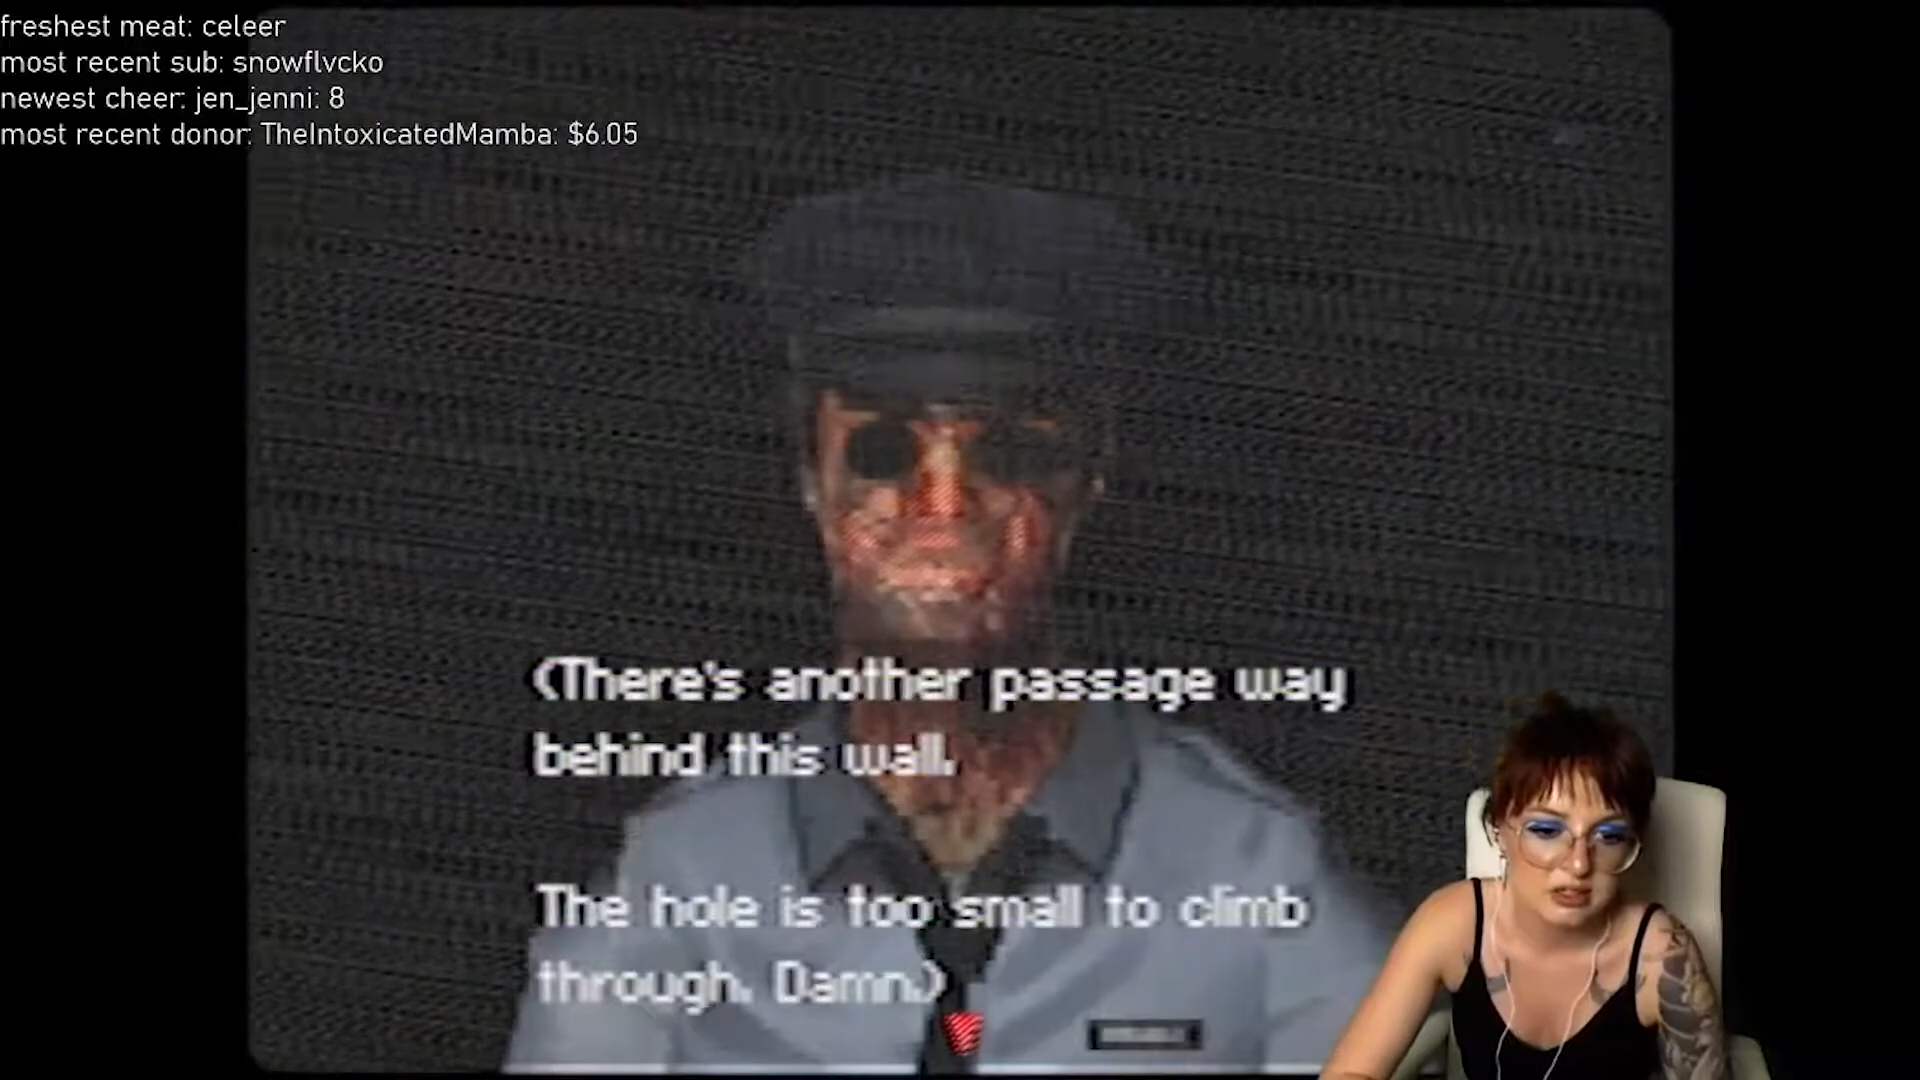 freshest meat: celeer
most recent sub: snowflvcko
newest cheer: jen_jenni: 8
most recent donor: TheIntoxicatedMamba: $6.05
(There's another passage way
behind this wall.
The hole is too small to climb
through. Damn.)